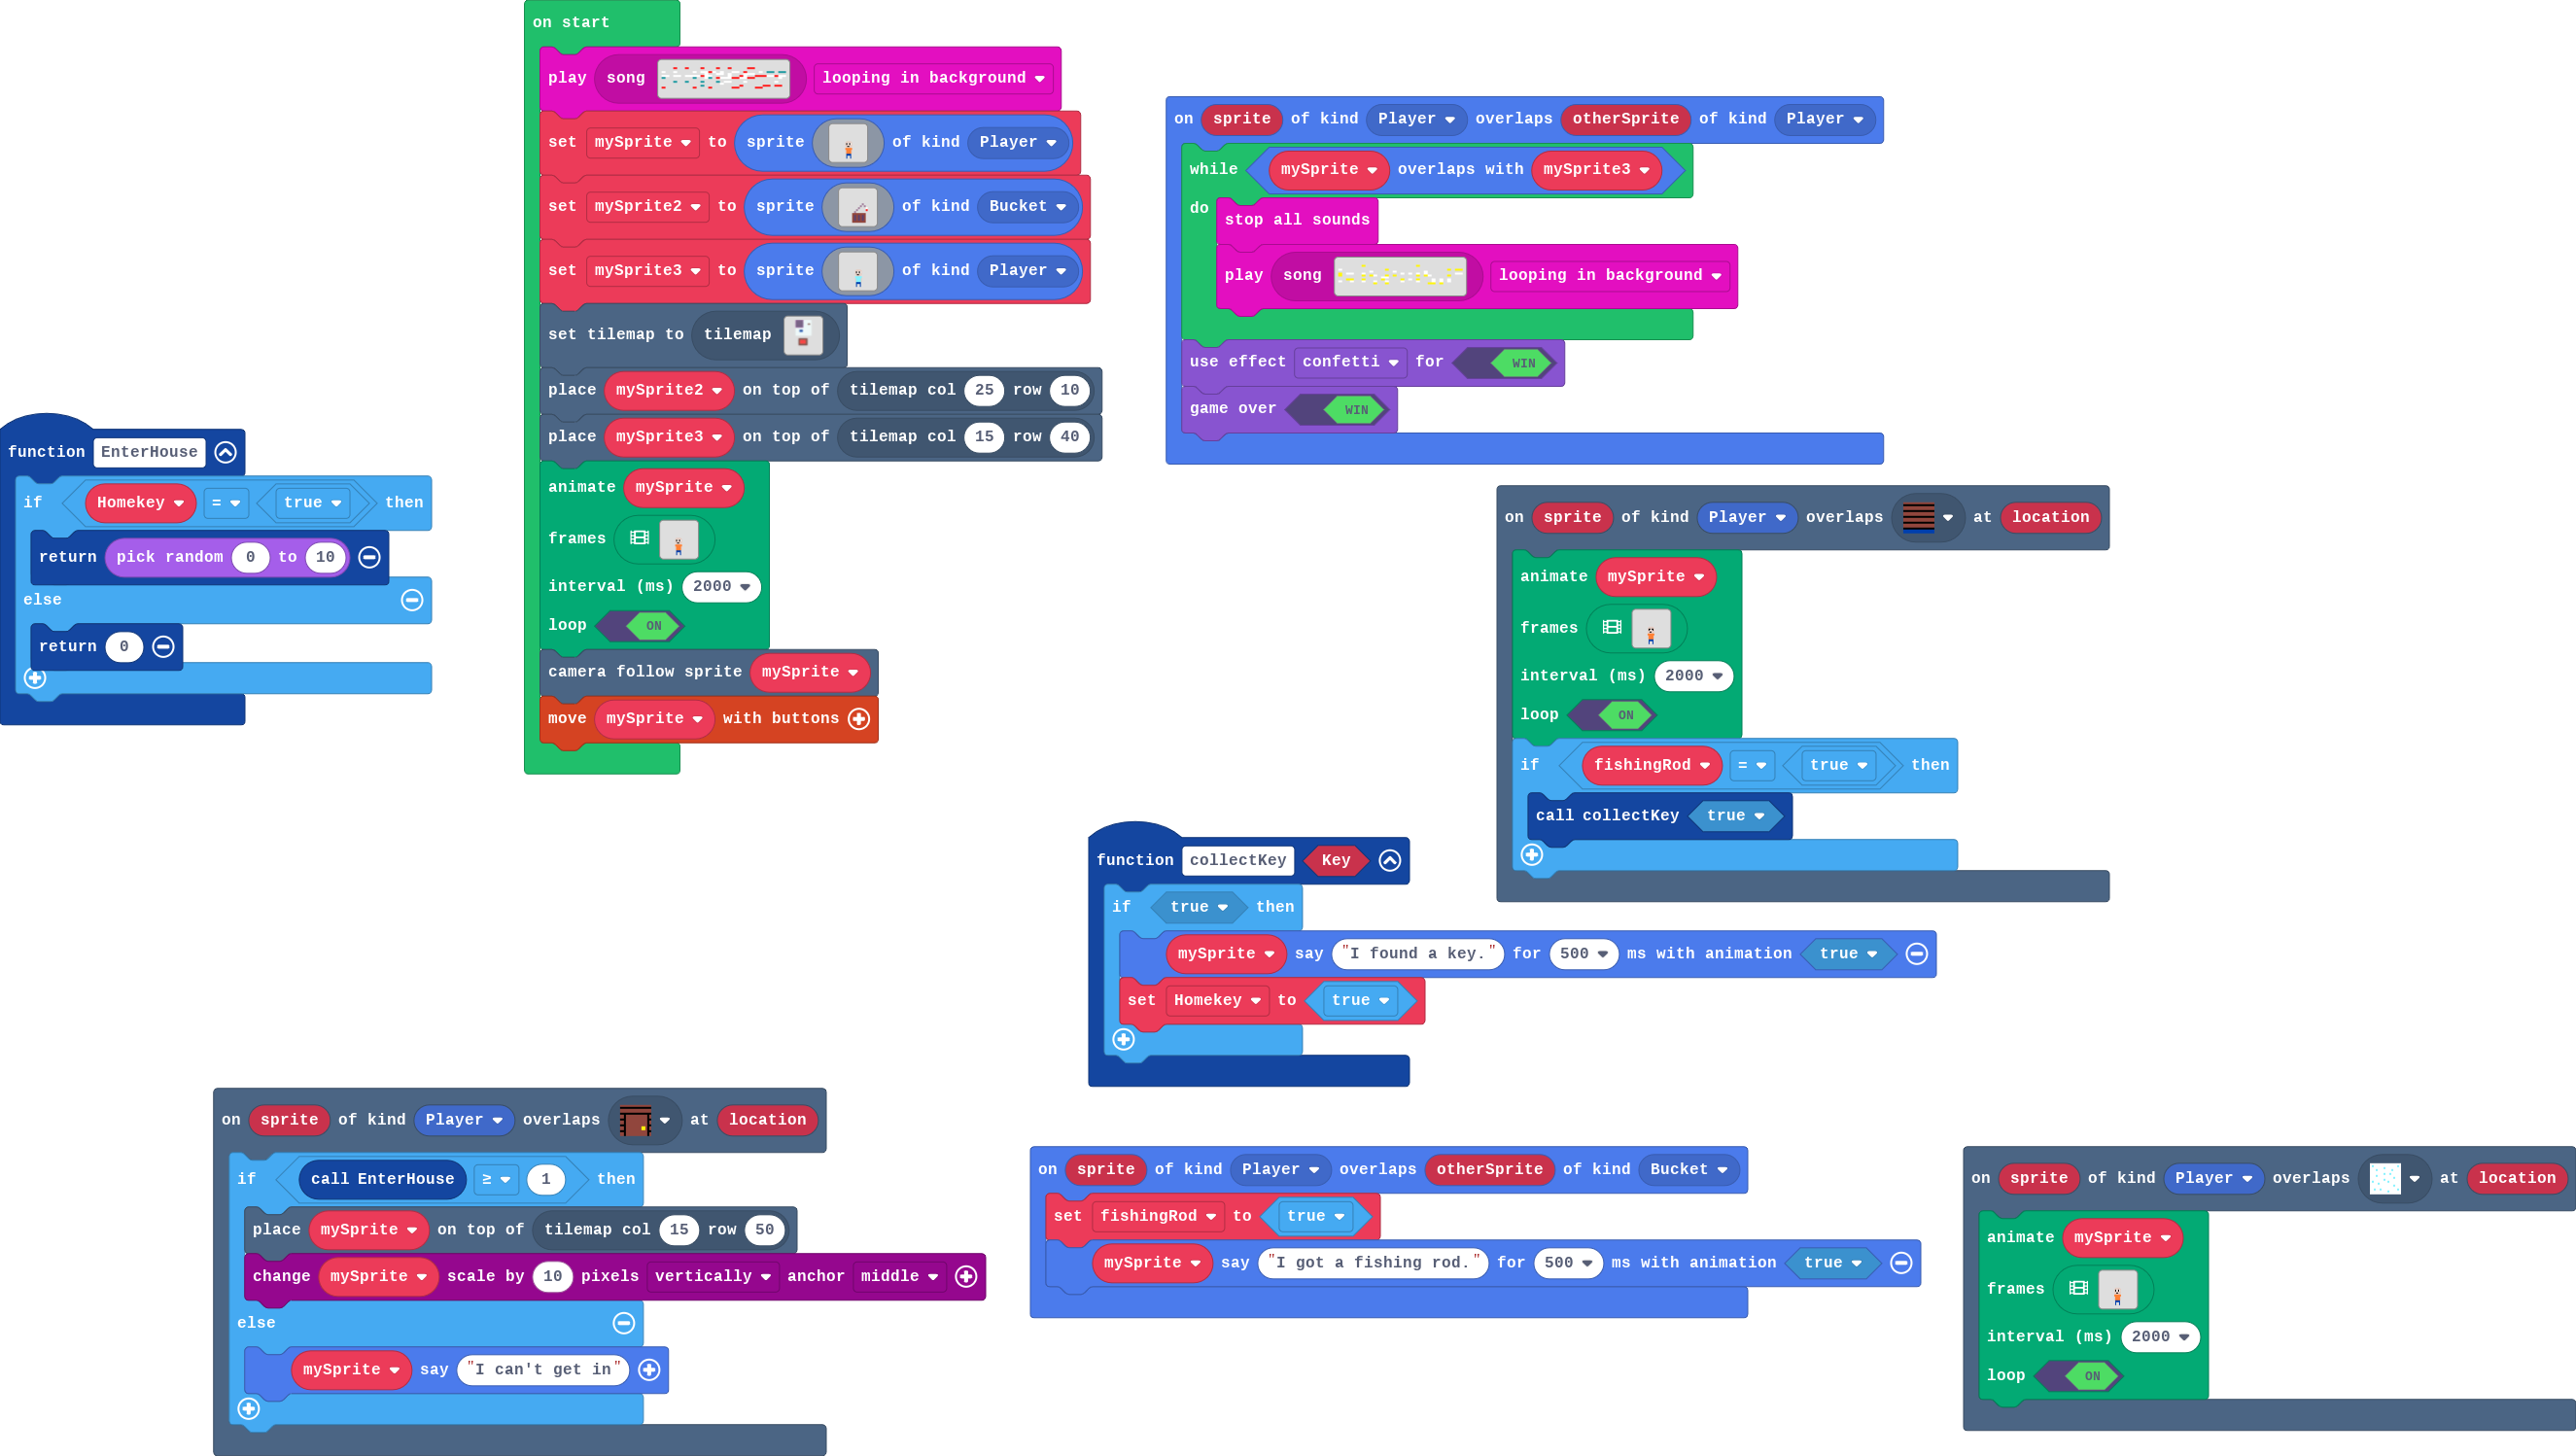 on start
play song looping in background
set mySprite to sprite of kind Player
set mySprite2 to sprite of kind Bucket
set mySprite3 to sprite of kind Player
set tilemap to tilemap
place mySprite2 on top of tilemap col 25 row 10
place mySprite3 on top of tilemap col 15 row 40
animate mySprite
frames
interval (ms) 2000
loop ON
camera follow sprite mySprite
move mySprite with buttons
on sprite of kind Player overlaps otherSprite of kind Player
while mySprite overlaps with mySprite3
do
stop all sounds
play song looping in background
use effect confetti for WIN
game over WIN
function EnterHouse
if Homekey = true then
return pick random 0 to 10
else
return 0
on sprite of kind Player overlaps at location
animate mySprite
frames
interval (ms) 2000
loop ON
if fishingRod = true then
call collectKey true
function collectKey Key
if true then
mySprite say "I found a key." for 500 ms with animation true
set Homekey to true
on sprite of kind Player overlaps at location
if call EnterHouse ≥ 1 then
place mySprite on top of tilemap col 15 row 50
change mySprite scale by 10 pixels vertically anchor middle
else
mySprite say "I can't get in"
on sprite of kind Player overlaps otherSprite of kind Bucket
set fishingRod to true
mySprite say "I got a fishing rod." for 500 ms with animation true
on sprite of kind Player overlaps at location
animate mySprite
frames
interval (ms) 2000
loop ON